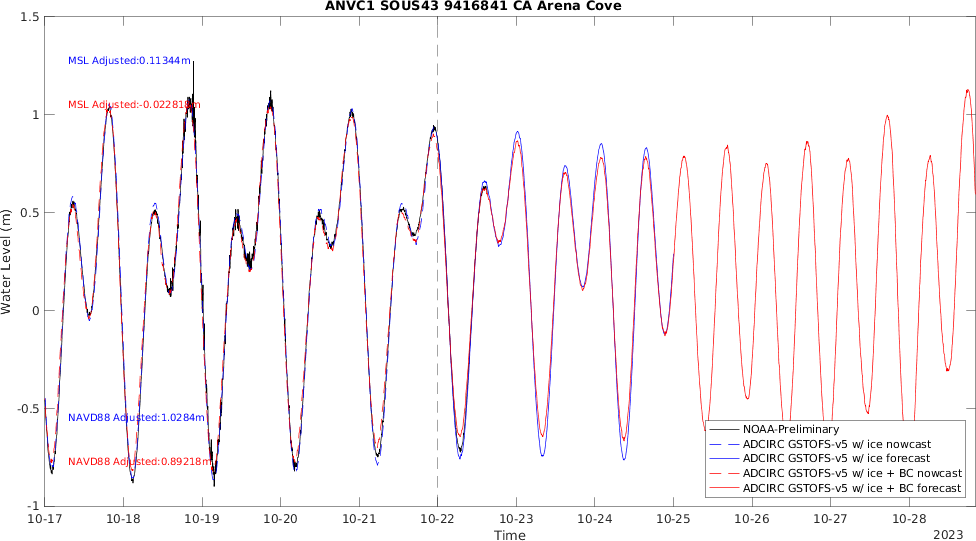 ANVC1 SOUS43 9416841 CA Arena Cove
1.5
MSL Adjusted:0.11344m
MSL Adjusted:-0.022818m
1
0.5
Water Level (m)
0
-0.5
NAVD88 Adjusted:1.0284m
NAVD88 Adjusted:0.89218m
NOAA-Preliminary
ADCIRC GSTOFS-v5 w/ ice nowcast
ADCIRC GSTOFS-v5 w/ ice forecast
ADCIRC GSTOFS-v5 w/ ice + BC nowcast
ADCIRC GSTOFS-v5 w/ ice + BC forecast
-1
10-17 10-18 10-19 10-20 10-21 10-22 10-23 10-24 10-25 10-26 10-27 10-28
Time
2023